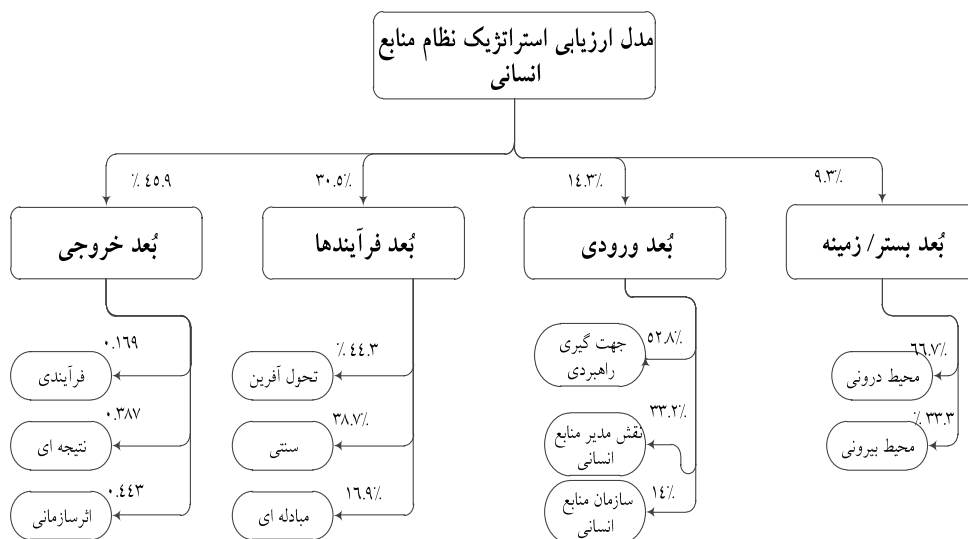 مدل ارزیابی استراتژیک نظام منابع
انسانی
۹.۳٪
۱۴.۳٪
۳۰.۵٪
٪ ۴۵.۹
بُعد بستر/ زمینه
بُعد ورودی
بُعد فرآیندها
بُعد خروجی
۶۶.۷٪
محیط درونی
٪ ۳۳.۳
محیط بیرونی
۵۲.۸٪
جهت گیری
راهبردی
۳۳.۲٪
نقش مدیر منابع
انسانی
۱۴٪
سازمان منابع
انسانی
٪ ۴۴.۳
تحول آفرین
۳۸.۷٪
سنتی
۱۶.۹٪
مبادله ای
۰.۱۶۹
فرآیندی
۰.۳۸۷
نتیجه ای
۰.۴۴۳
اثرسازمانی